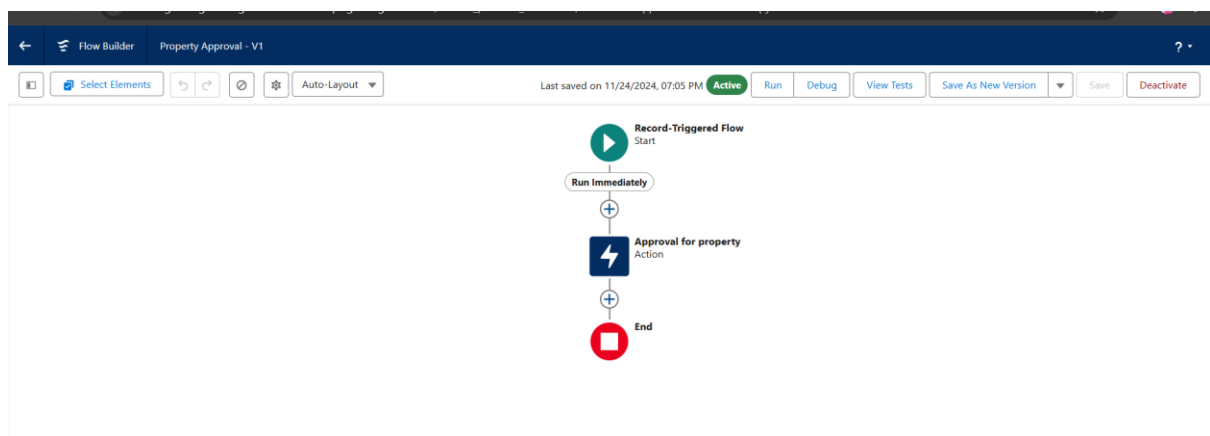 Flow Builder Property Approval - V1 ?
Select Elements Auto-Layout Last saved on 11/24/2024, 07:05 PM Active Run Debug View Tests Save As New Version Save Deactivate
Record-Triggered Flow
Start
Run Immediately
Approval for property
Action
End